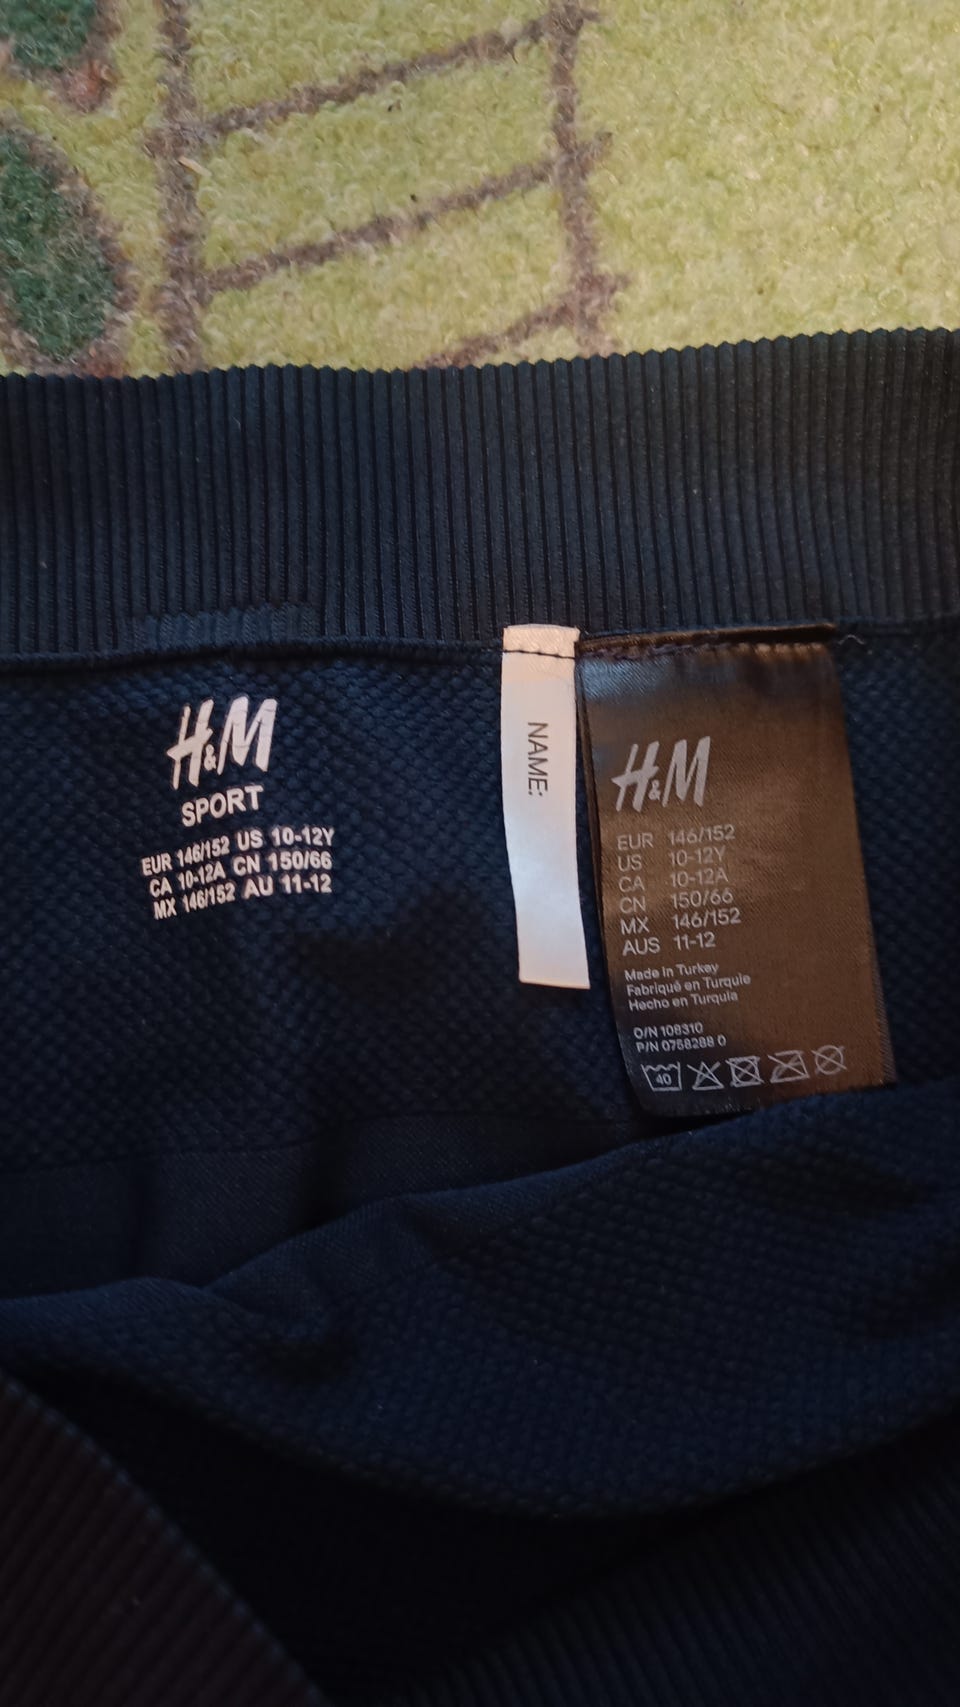 H&M
SPORT
EUR 146/152 US 10-12Y
CA 10-12A CN 150/66
MX 146/152 AU 11-12
NAME:
H&M
EUR 146/152
US 10-12Y
CA 10-12A
CN 150/66
MX 146/152
AUS 11-12
Made in Turkey
Fabriqué en Turquie
Hecho en Turquía
O/N 108310
P/N 0758288 0
40